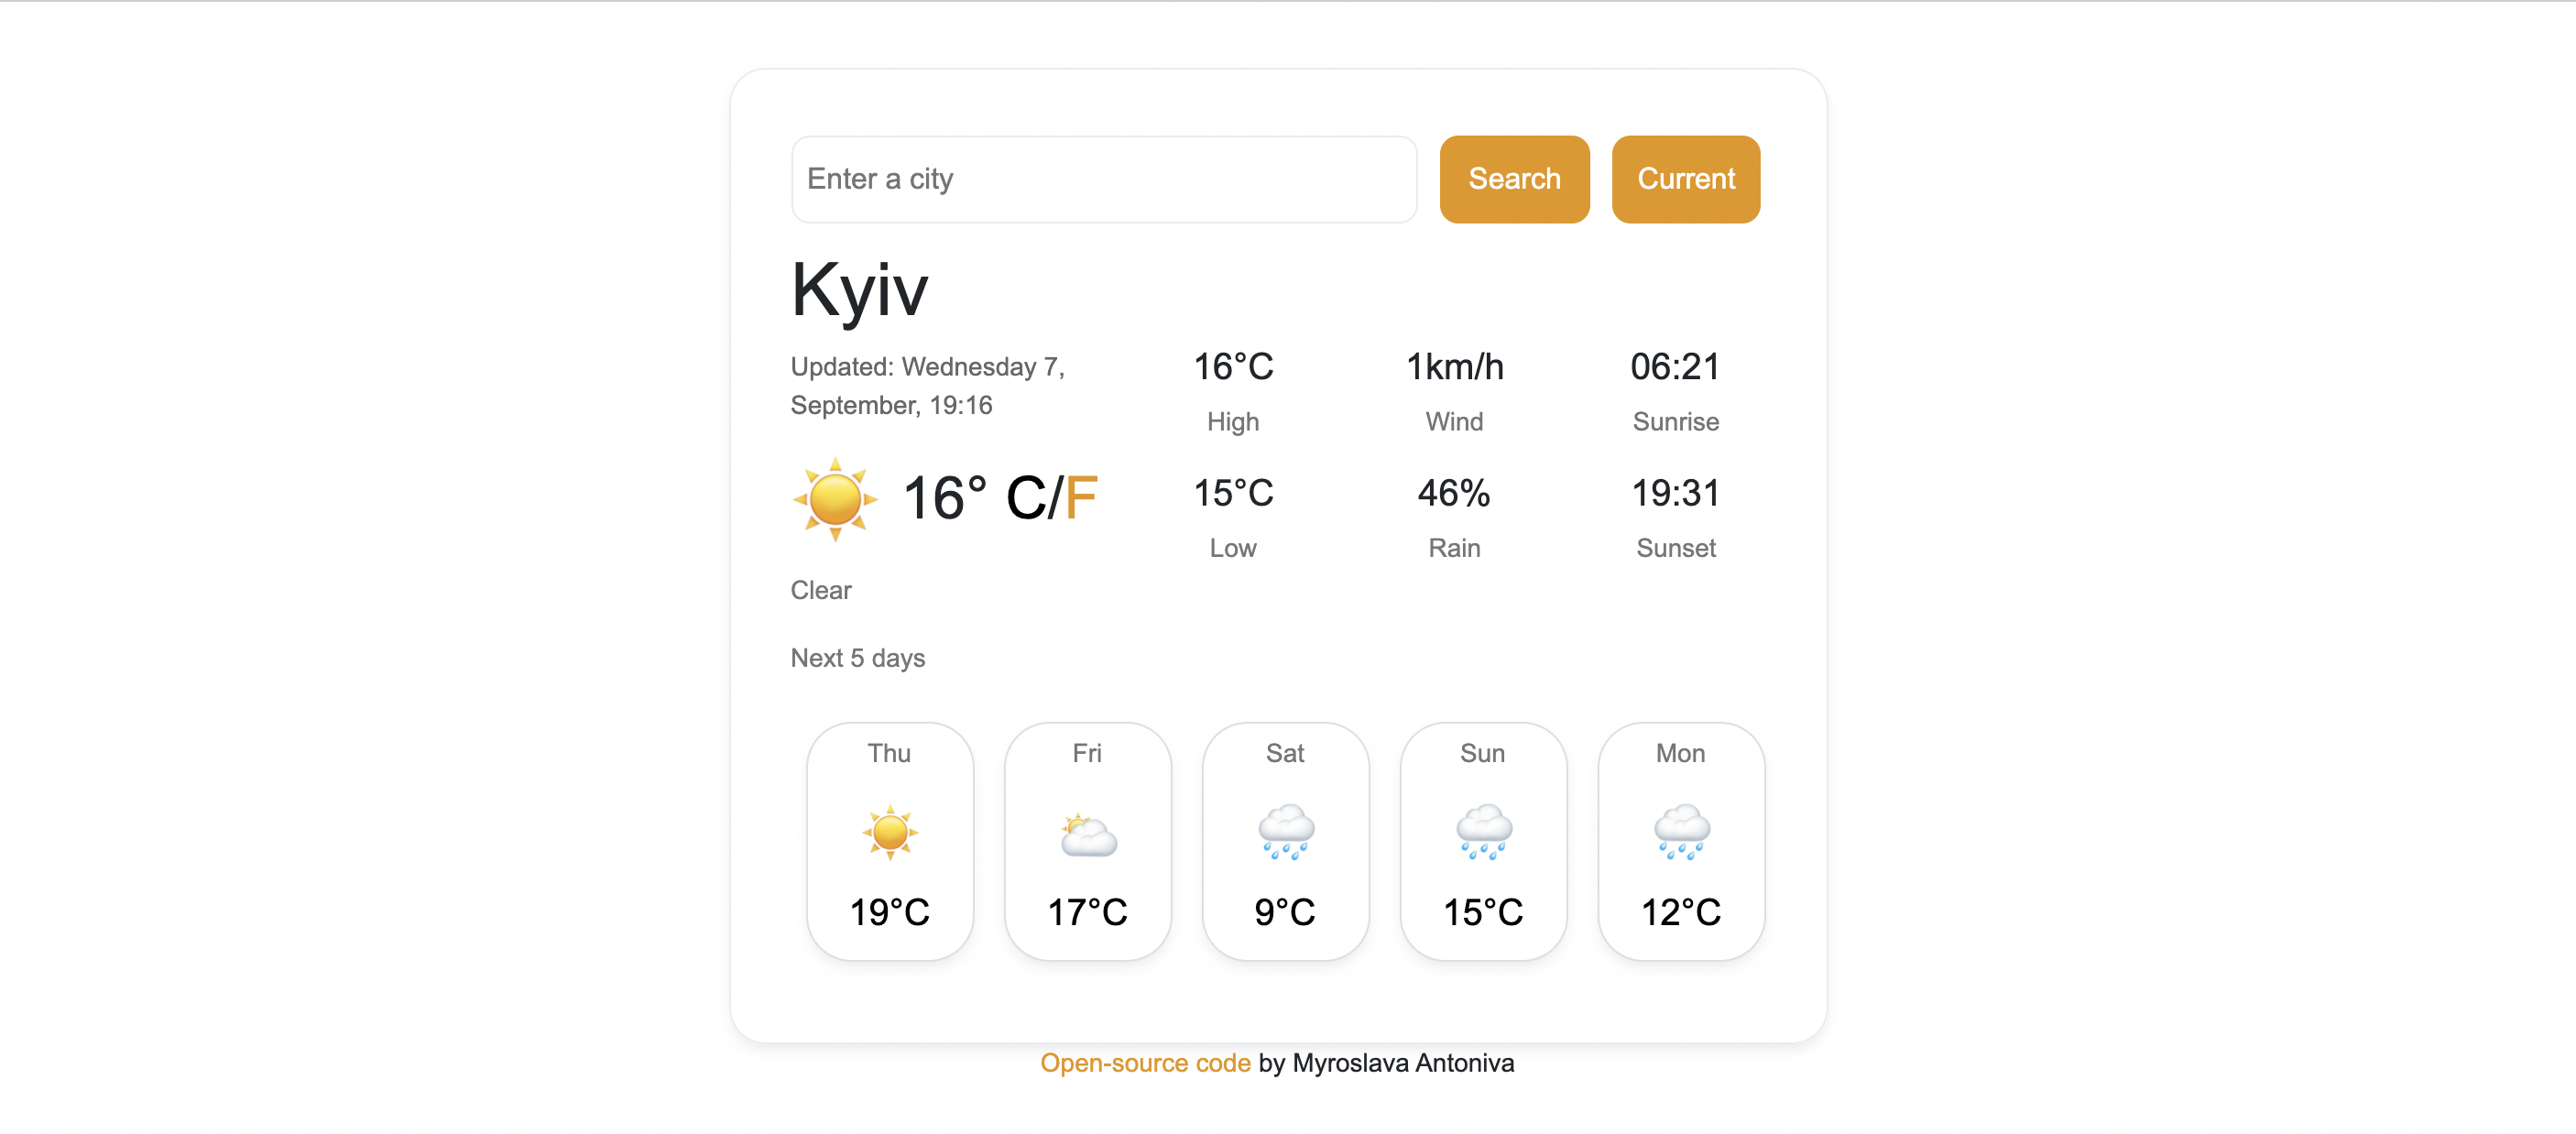 Enter a city
Search
Current
Kyiv
Updated: Wednesday 7,
September, 19:16
16° C/F
Clear
16°C
High
1km/h
Wind
06:21
Sunrise
15°C
Low
46%
Rain
19:31
Sunset
Next 5 days
Thu
19°C
Fri
17°C
Sat
9°C
Sun
15°C
Mon
12°C
Open-source code by Myroslava Antoniva